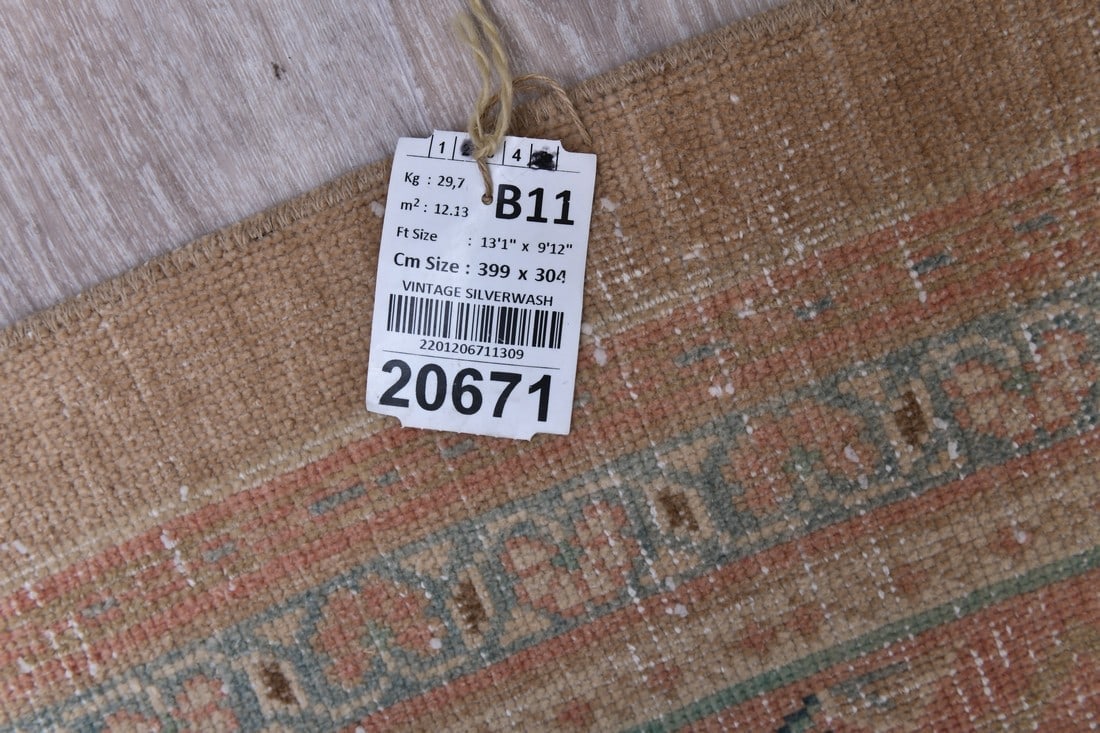 1 4
Kg : 29,7
B11
m² : 12.13
Ft Size : 13'1" x 9'12"
Cm Size : 399 x 304
VINTAGE SILVERWASH
2201206711309
20671